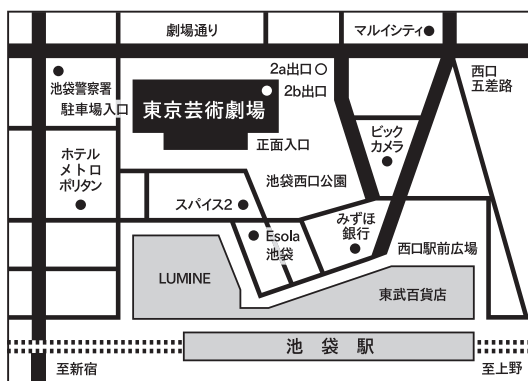 劇場通り
マルイシティ
2a出口
2b出口
西口
五差路
池袋警察署
駐車場入口
東京芸術劇場
正面入口
ビック
カメラ
ホテル
メトロ
ポリタン
池袋西口公園
スパイス2
みずほ
銀行
Esola
池袋
西口駅前広場
LUMINE
東武百貨店
池袋駅
至新宿
至上野